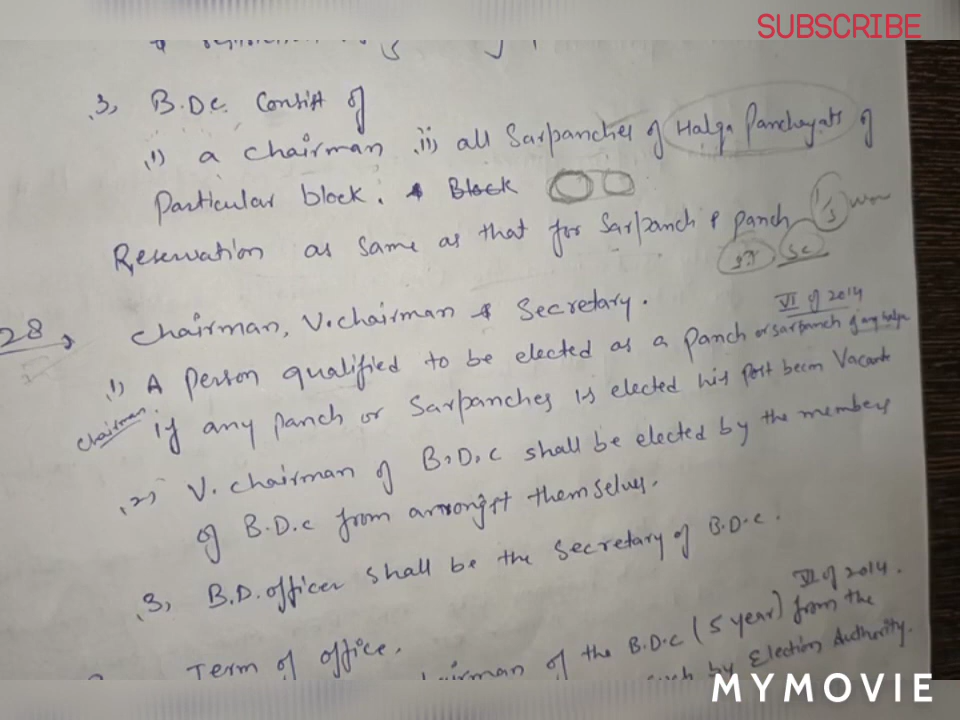 SUBSCRIBE
3, B.D.C. Consist of
(i) a chairman (ii) all Sarpanches of Halqa Panchayats of
Particular block. Block
Reservation as same as that for Sarpanch & panch
ST SC
28, Chairman, V.chairman & Secretary.
VI of 2014
(1) A Person qualified to be elected as a Panch or sarpanch of any halqa
chairman.
if any panch or Sarpanches is elected his post becm Vacante
(2) V. chairman of B.D.C shall be elected by the members
of B.D.C from amongst themselves.
(3) B.D. officer shall be the Secretary of B.D.C.
VI of 2014.
Term of office.
of the B.D.C (5 year) from the
by Election Authority.
MYMOVIE